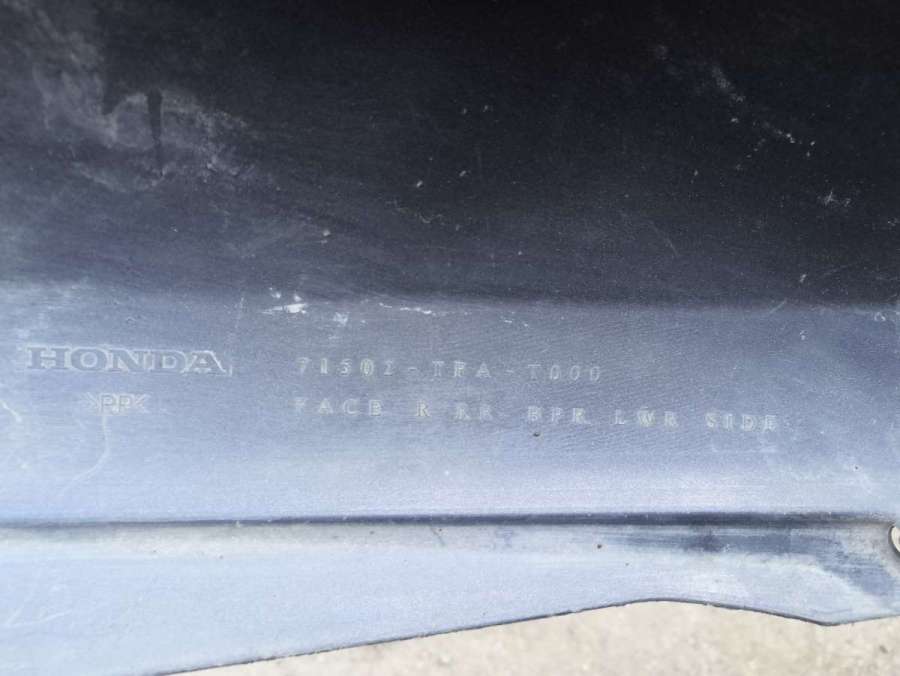 HONDA 71502-TFA-T000
>PP< FACE R RR BPR LWR SIDE